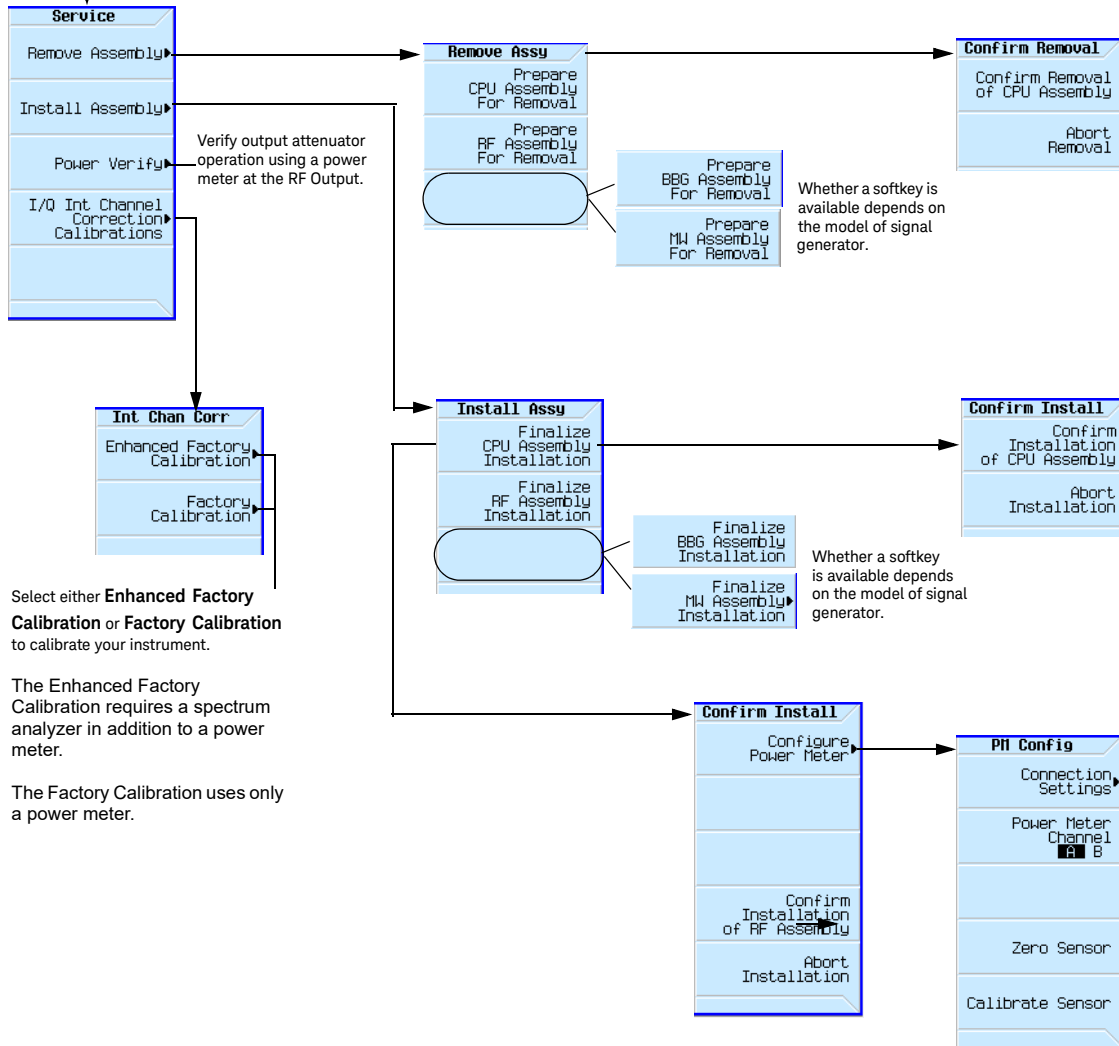 Service
Remove Assembly
Install Assembly
Power Verify
I/Q Int Channel
Correction
Calibrations
Verify output attenuator
operation using a power
meter at the RF Output.
Remove Assy
Prepare
CPU Assembly
For Removal
Prepare
RF Assembly
For Removal
Prepare
BBG Assembly
For Removal
Prepare
MW Assembly
For Removal
Whether a softkey is
available depends on
the model of signal
generator.
Confirm Removal
Confirm Removal
of CPU Assembly
Abort
Removal
Int Chan Corr
Enhanced Factory
Calibration
Factory
Calibration
Select either Enhanced Factory
Calibration or Factory Calibration
to calibrate your instrument.
The Enhanced Factory
Calibration requires a spectrum
analyzer in addition to a power
meter.
The Factory Calibration uses only
a power meter.
Install Assy
Finalize
CPU Assembly
Installation
Finalize
RF Assembly
Installation
Finalize
BBG Assembly
Installation
Finalize
MW Assembly
Installation
Whether a softkey
is available depends
on the model of signal
generator.
Confirm Install
Confirm
Installation
of CPU Assembly
Abort
Installation
Confirm Install
Configure
Power Meter
Confirm
Installation
of RF Assembly
Abort
Installation
PM Config
Connection
Settings
Power Meter
Channel
A B
Zero Sensor
Calibrate Sensor